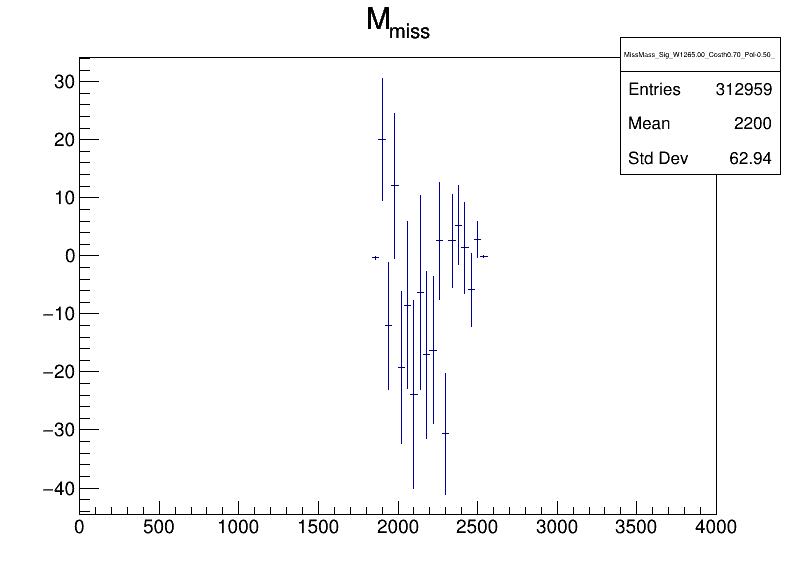 M_miss
MissMass_Sig_W1265.00_Costh0.70_Pol-0.50_
Entries 312959
Mean 2200
Std Dev 62.94
30
20
10
0
−10
−20
−30
−40
0 500 1000 1500 2000 2500 3000 3500 4000